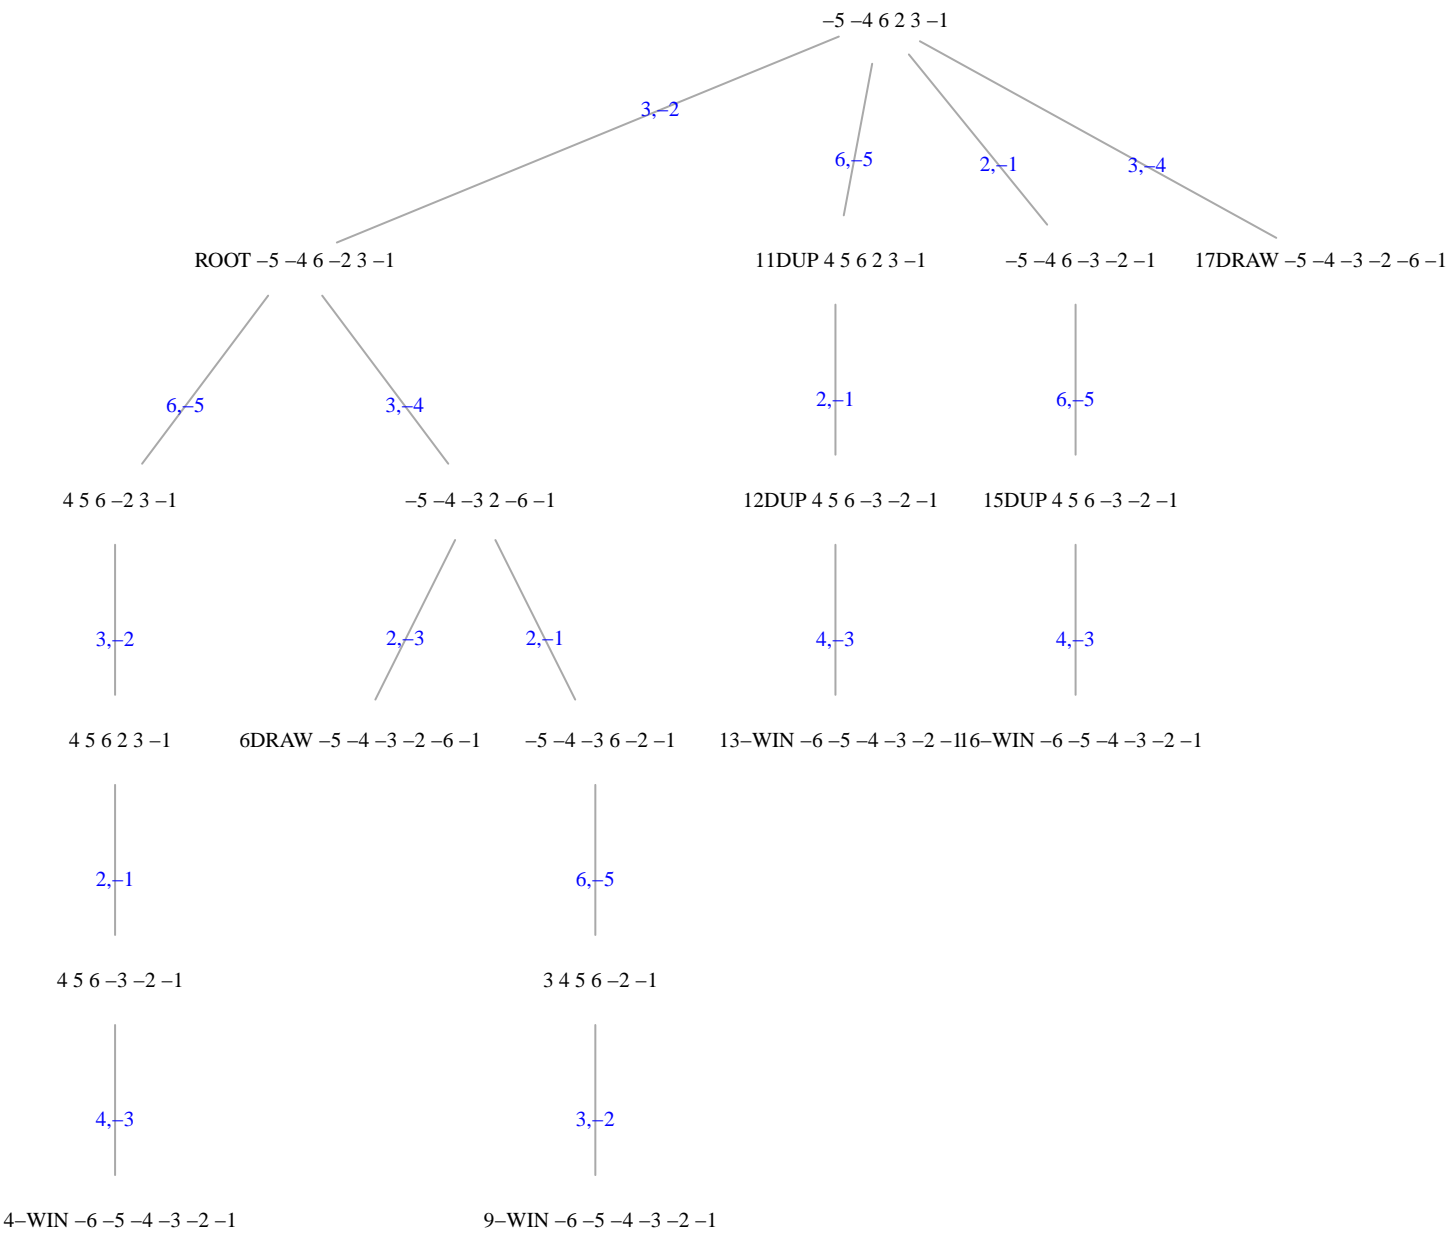 –5 –4 6 2 3 –1
3,–2
6,–5
2,–1
3,–4
ROOT –5 –4 6 –2 3 –1
11DUP 4 5 6 2 3 –1
–5 –4 6 –3 –2 –1
17DRAW –5 –4 –3 –2 –6 –1
6,–5
3,–4
2,–1
6,–5
4 5 6 –2 3 –1
–5 –4 –3 2 –6 –1
12DUP 4 5 6 –3 –2 –1
15DUP 4 5 6 –3 –2 –1
3,–2
2,–3
2,–1
4,–3
4,–3
4 5 6 2 3 –1
6DRAW –5 –4 –3 –2 –6 –1
–5 –4 –3 6 –2 –1
13–WIN –6 –5 –4 –3 –2 –1
16–WIN –6 –5 –4 –3 –2 –1
2,–1
6,–5
4 5 6 –3 –2 –1
3 4 5 6 –2 –1
4,–3
3,–2
4–WIN –6 –5 –4 –3 –2 –1
9–WIN –6 –5 –4 –3 –2 –1